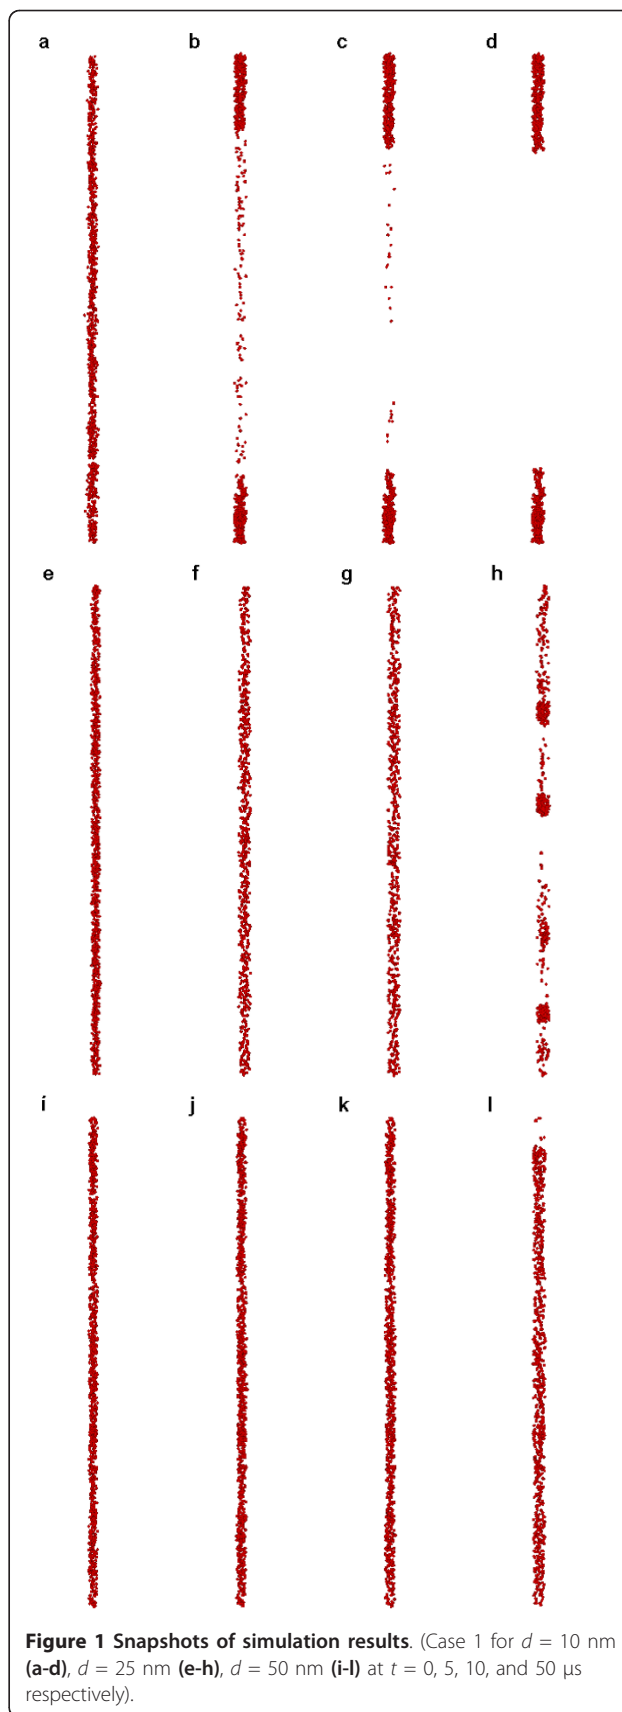 a b c d
e f g h
í j k l
Figure 1 Snapshots of simulation results. (Case 1 for d = 10 nm
(a-d), d = 25 nm (e-h), d = 50 nm (i-l) at t = 0, 5, 10, and 50 μs
respectively).